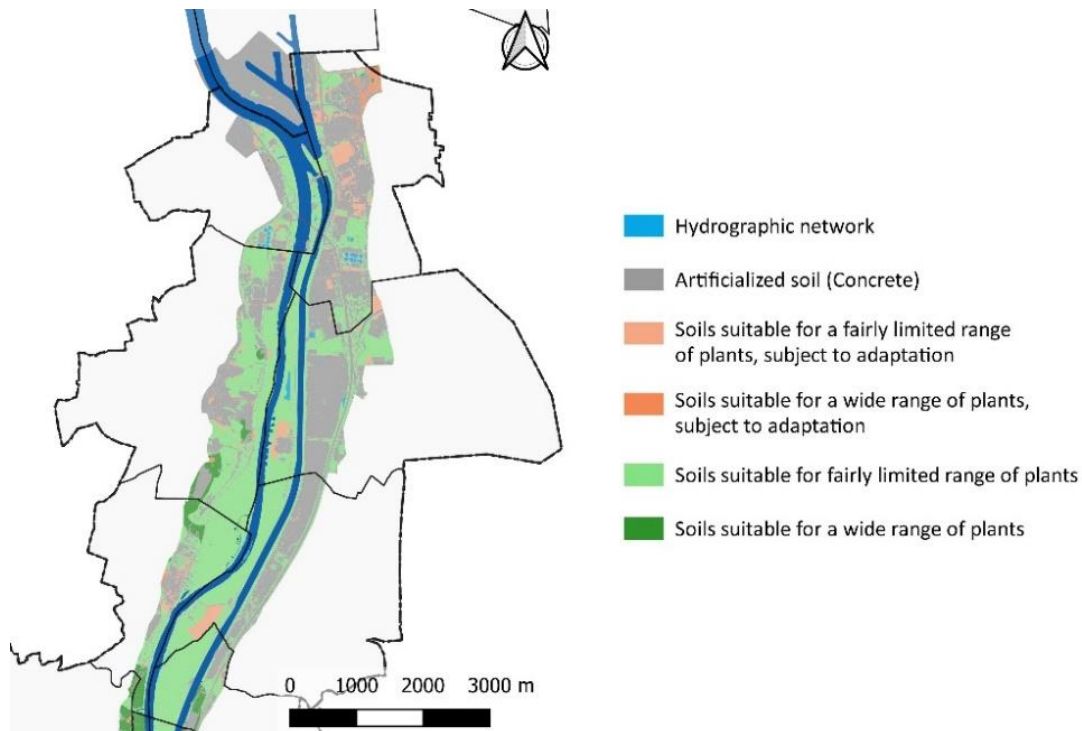 Hydrographic network
Artificialized soil (Concrete)
Soils suitable for a fairly limited range
of plants, subject to adaptation
Soils suitable for a wide range of plants,
subject to adaptation
Soils suitable for fairly limited range of plants
Soils suitable for a wide range of plants
0 1000 2000 3000 m